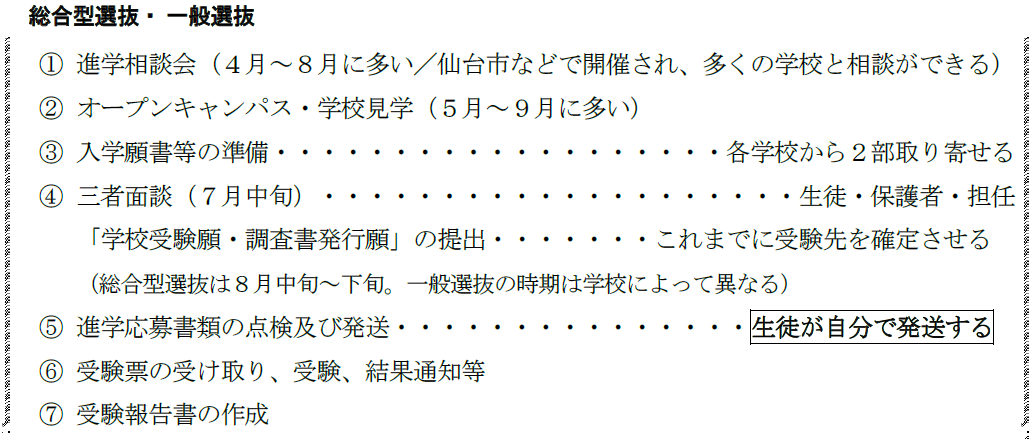 総合型選抜・ 一般選抜
① 進学相談会（４月～８月に多い／仙台市などで開催され、多くの学校と相談ができる）
② オープンキャンパス・学校見学（５月～９月に多い）
③ 入学願書等の準備・・・・・・・・・・・・・・・・・・・各学校から２部取り寄せる
④ 三者面談（７月中旬）・・・・・・・・・・・・・・・・・・・・生徒・保護者・担任
「学校受験願・調査書発行願」の提出・・・・・・・これまでに受験先を確定させる
（総合型選抜は８月中旬～下旬。一般選抜の時期は学校によって異なる）
⑤ 進学応募書類の点検及び発送・・・・・・・・・・・・・・・生徒が自分で発送する
⑥ 受験票の受け取り、受験、結果通知等
⑦ 受験報告書の作成